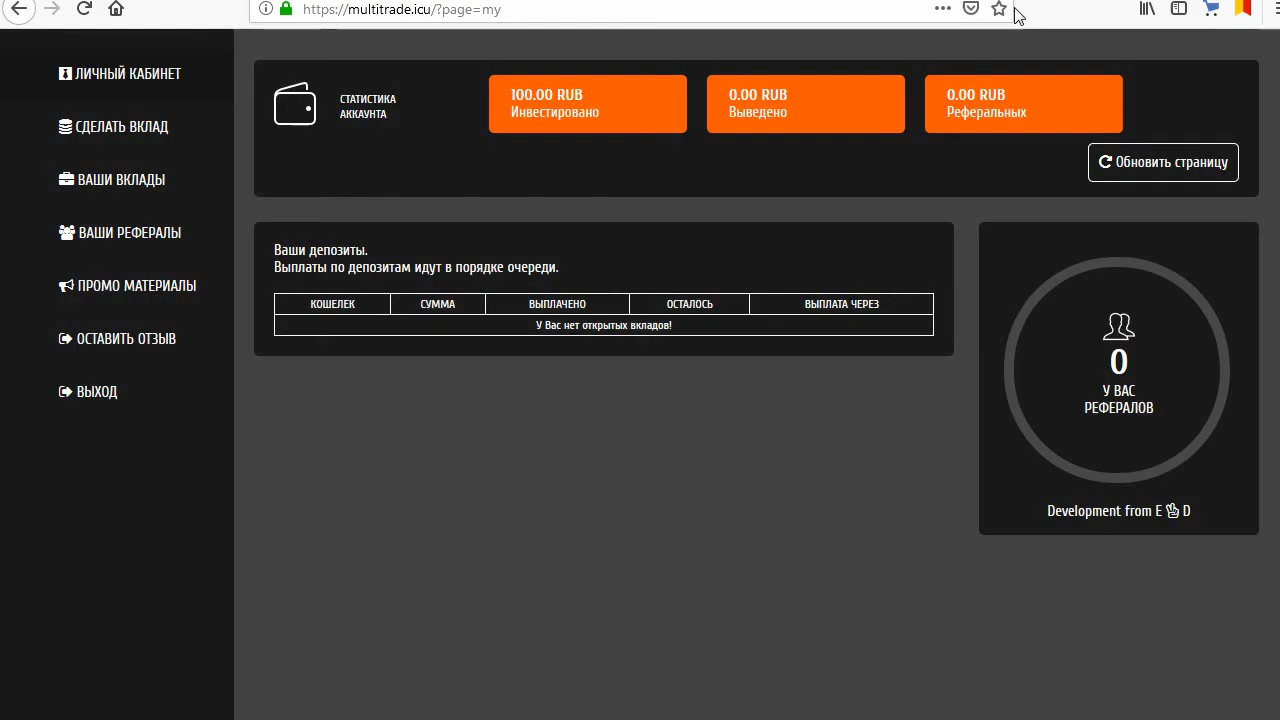 https://multitrade.icu/?page=my
ЛИЧНЫЙ КАБИНЕТ
СДЕЛАТЬ ВКЛАД
ВАШИ ВКЛАДЫ
ВАШИ РЕФЕРАЛЫ
ПРОМО МАТЕРИАЛЫ
ОСТАВИТЬ ОТЗЫВ
ВЫХОД
СТАТИСТИКА
АККАУНТА
100.00 RUB
Инвестировано
0.00 RUB
Выведено
0.00 RUB
Реферальных
Обновить страницу
Ваши депозиты.
Выплаты по депозитам идут в порядке очереди.
КОШЕЛЕК СУММА ВЫПЛАЧЕНО ОСТАЛОСЬ ВЫПЛАТА ЧЕРЕЗ
У Вас нет открытых вкладов!
0
У ВАС
РЕФЕРАЛОВ
Development from E D